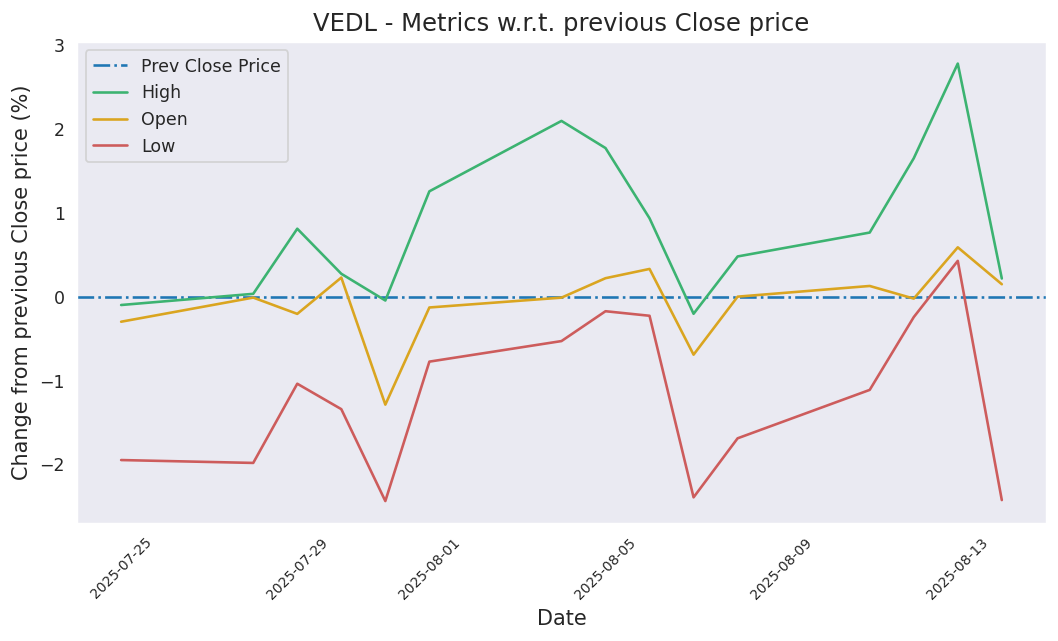 VEDL - Metrics w.r.t. previous Close price
Change from previous Close price (%)
3
2
1
0
−1
−2
Prev Close Price
High
Open
Low
2025-07-25
2025-07-29
2025-08-01
2025-08-05
2025-08-09
2025-08-13
Date